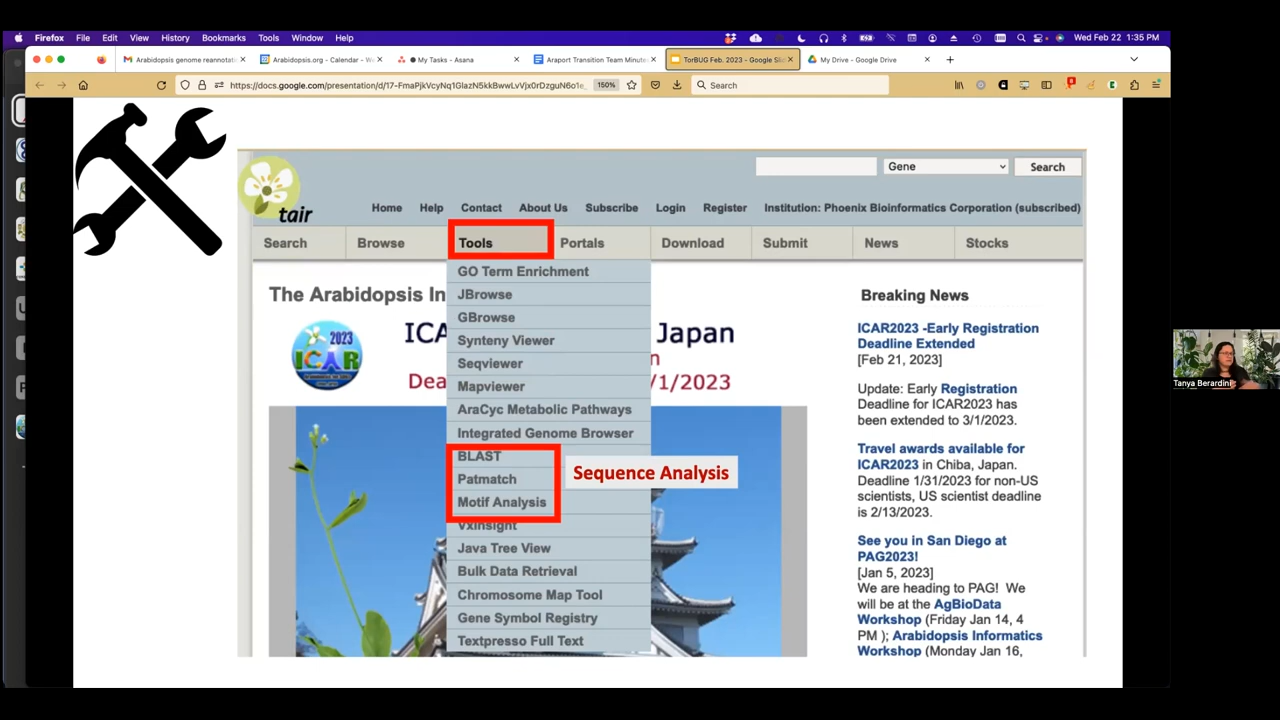 Firefox File Edit View History Bookmarks Tools Window Help Wed Feb 22 1:35 PM
Arabidopsis genome reannotati Arabidopsis.org - Calendar - W My Tasks - Asana Araport Transition Team Minute TorBUG Feb. 2023 - Google Sli My Drive - Google Drive
150% Search
tair
Gene Search
Home Help Contact About Us Subscribe Login Register Institution: Phoenix Bioinformatics Corporation (subscribed)
Search Browse Tools Portals Download Submit News Stocks
GO Term Enrichment
JBrowse
GBrowse
Synteny Viewer
Seqviewer
Mapviewer
AraCyc Metabolic Pathways
Integrated Genome Browser
BLAST
Patmatch
Motif Analysis
VxInsight
Java Tree View
Bulk Data Retrieval
Chromosome Map Tool
Gene Symbol Registry
Textpresso Full Text
Sequence Analysis
The Arabidopsis In
2023
ICAR
ICA Japan
n
Dea /1/2023
Breaking News
ICAR2023 -Early Registration
Deadline Extended
[Feb 21, 2023]
Update: Early Registration
Deadline for ICAR2023 has
been extended to 3/1/2023.
Travel awards available for
ICAR2023 in Chiba, Japan.
Deadline 1/31/2023 for non-US
scientists, US scientist deadline
is 2/13/2023.
See you in San Diego at
PAG2023!
[Jan 5, 2023]
We are heading to PAG! We
will be at the AgBioData
Workshop (Friday Jan 14, 4
PM ); Arabidopsis Informatics
Workshop (Monday Jan 16,
Tanya Berardini